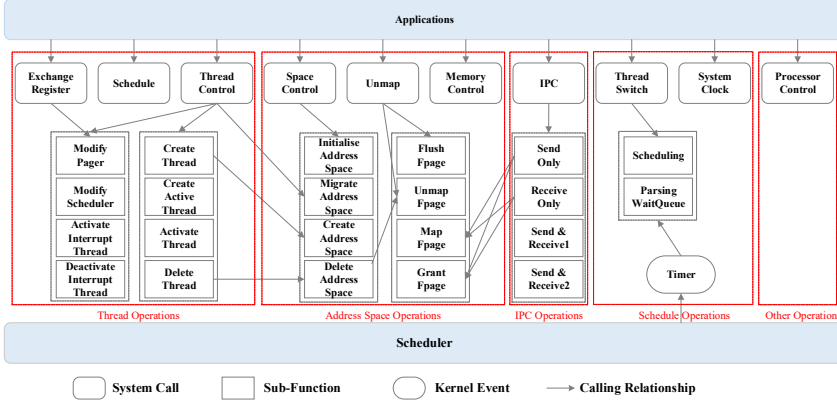 Applications
Exchange
Register
Schedule
Thread
Control
Space
Control
Unmap
Memory
Control
IPC
Thread
Switch
System
Clock
Processor
Control
Modify
Pager
Modify
Scheduler
Activate
Interrupt
Thread
Deactivate
Interrupt
Thread
Create
Thread
Create
Active
Thread
Activate
Thread
Delete
Thread
Initialise
Address
Space
Migrate
Address
Space
Create
Address
Space
Delete
Address
Space
Flush
Fpage
Unmap
Fpage
Map
Fpage
Grant
Fpage
Send
Only
Receive
Only
Send &
Receive1
Send &
Receive2
Scheduling
Parsing
WaitQueue
Timer
Thread Operations
Address Space Operations
IPC Operations
Schedule Operations
Other Operation
Scheduler
System Call
Sub-Function
Kernel Event
Calling Relationship